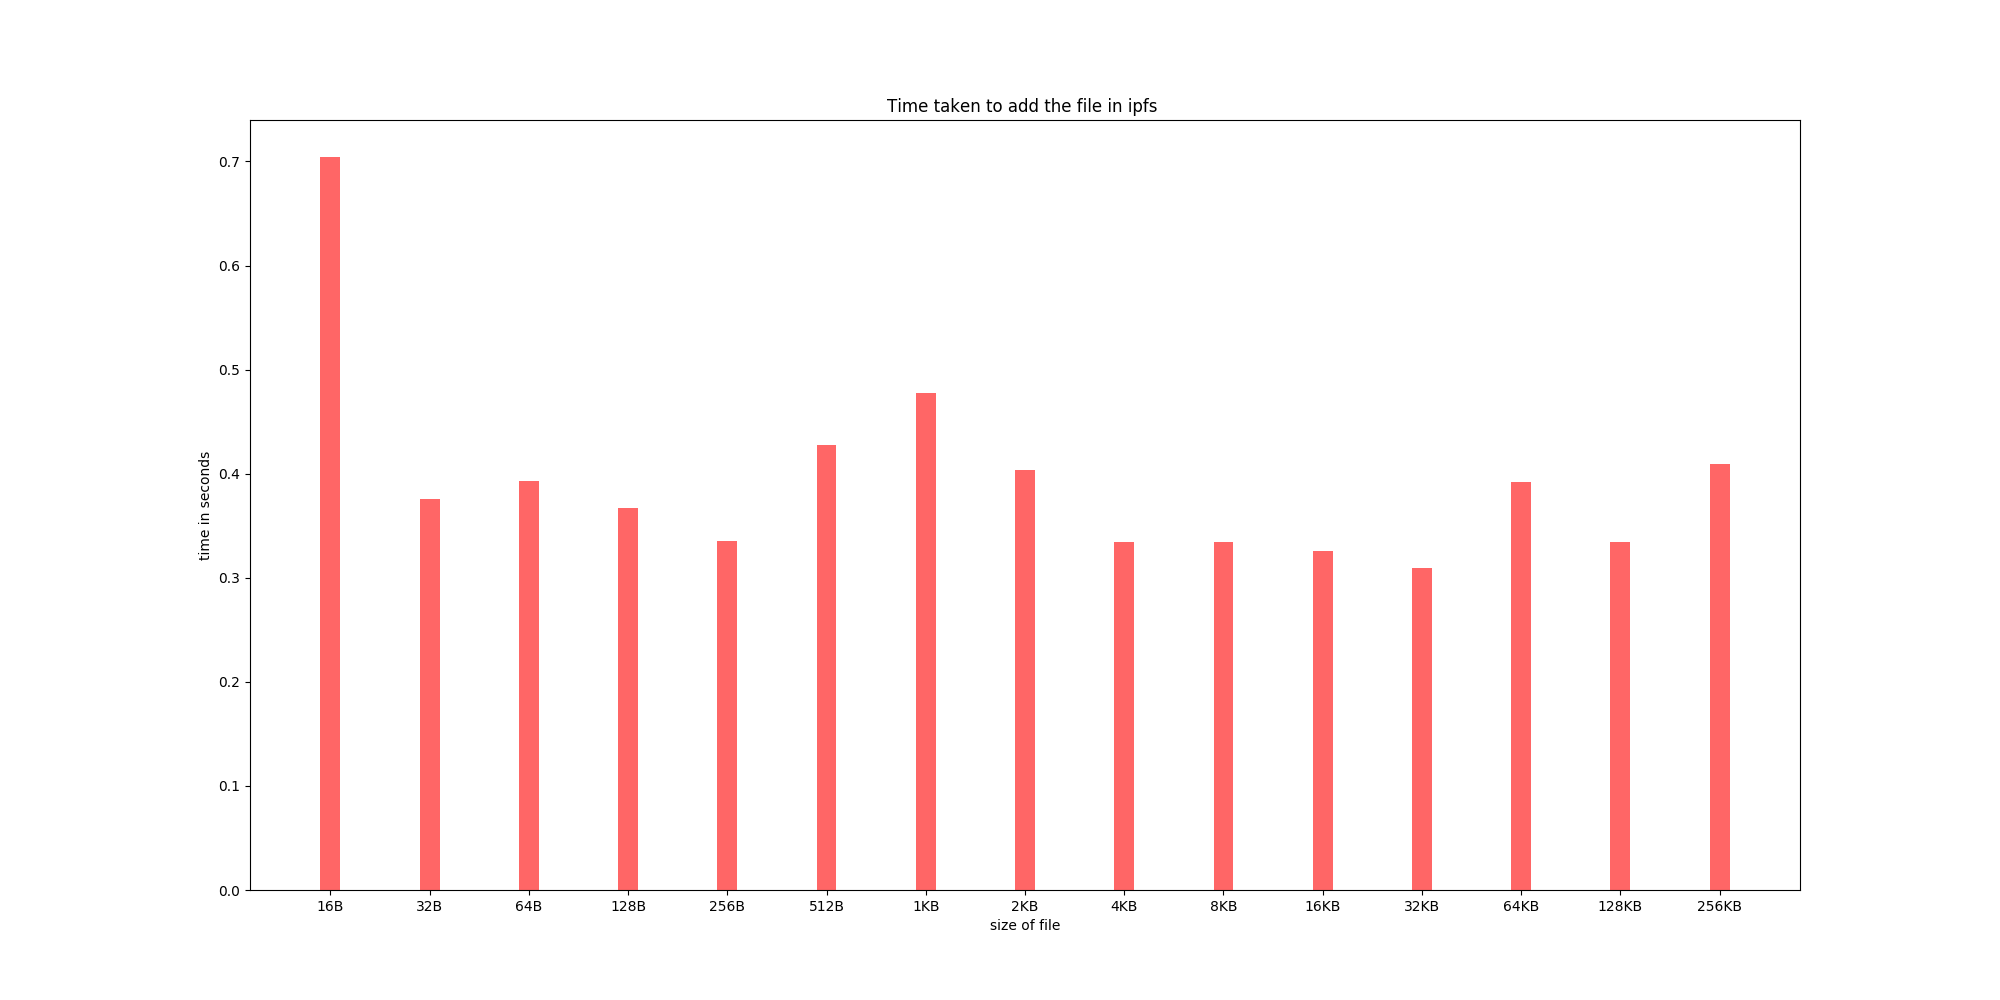 Time taken to add the file in ipfs
time in seconds
0.7
0.6
0.5
0.4
0.3
0.2
0.1
0.0
16B 32B 64B 128B 256B 512B 1KB 2KB 4KB 8KB 16KB 32KB 64KB 128KB 256KB
size of file